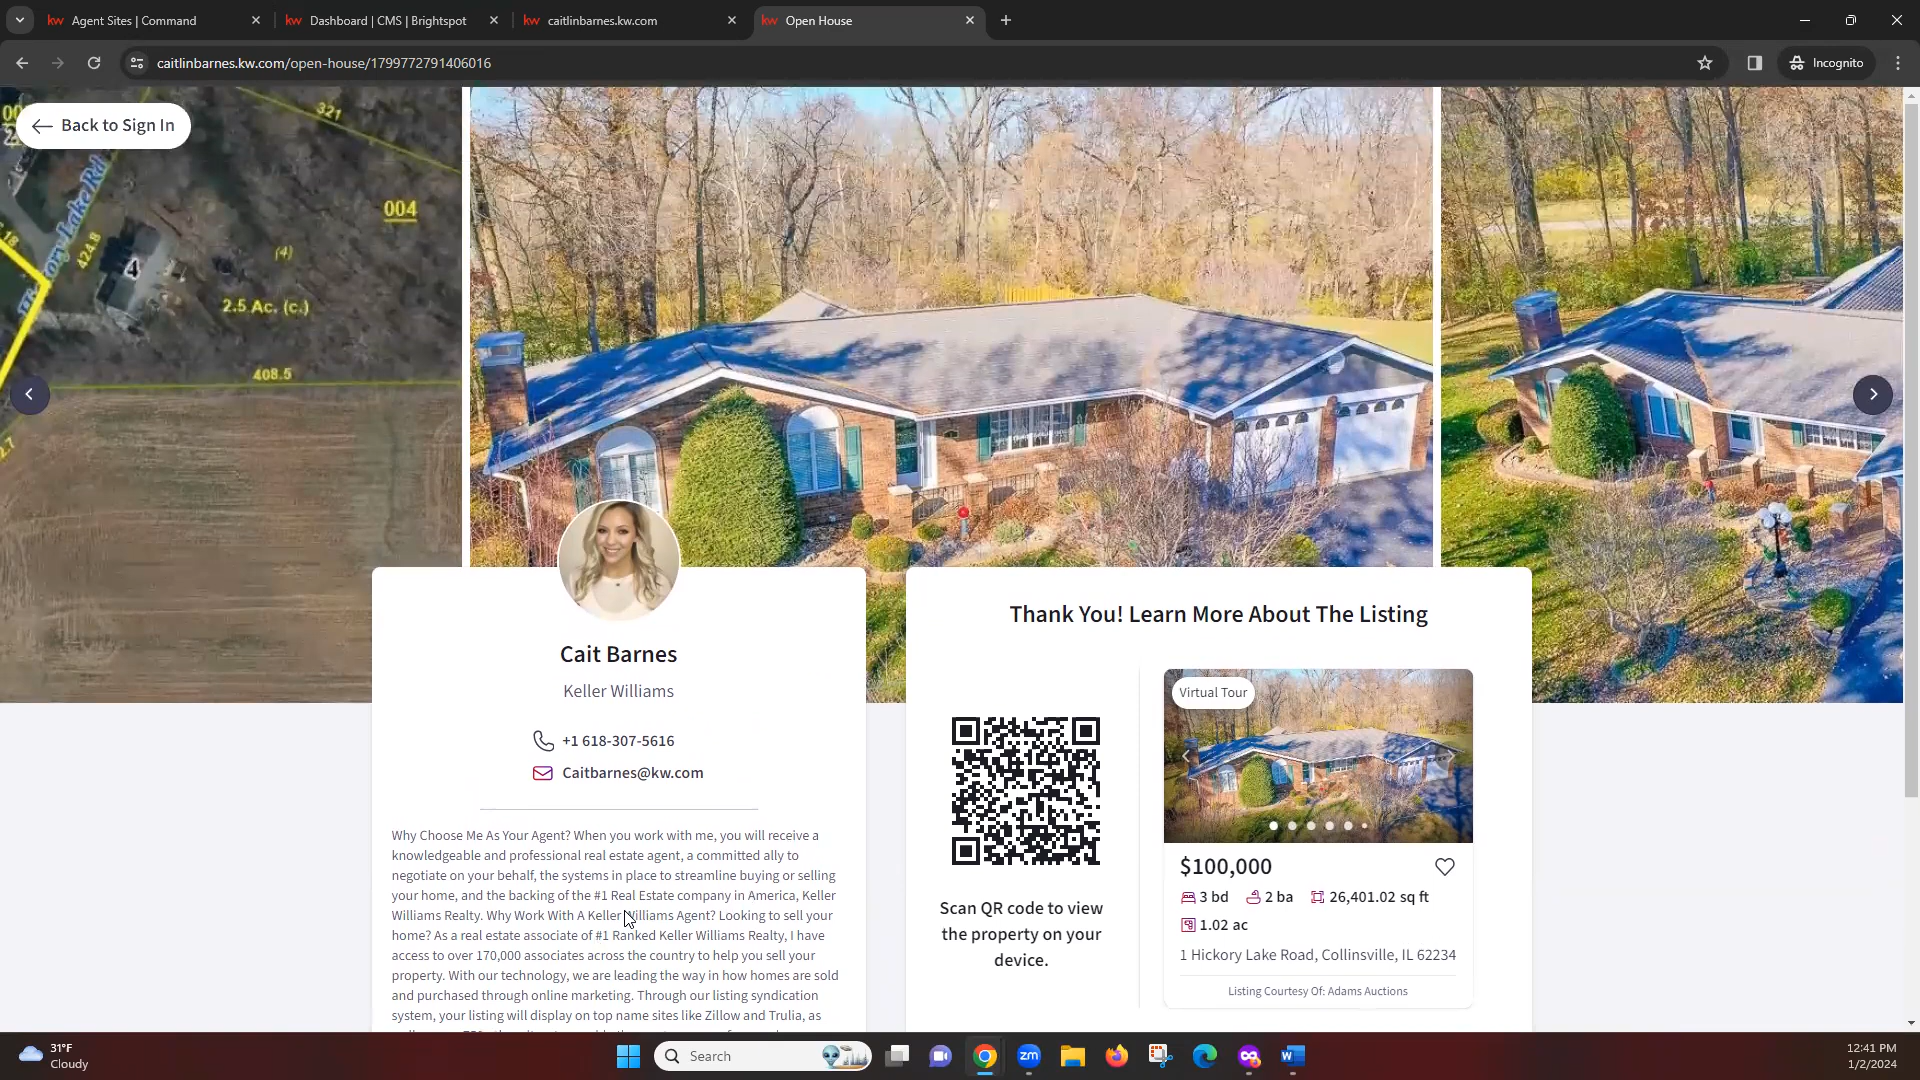 kw Agent Sites | Command
kw Dashboard | CMS | Brightspot
kw caitlinbarnes.kw.com
kw Open House
caitlinbarnes.kw.com/open-house/1799772791406016
Incognito
Back to Sign In
321
004
424.8
4
(4)
2.5 Ac. (c.)
408.5
Cait Barnes
Keller Williams
+1 618-307-5616
Caitbarnes@kw.com
Why Choose Me As Your Agent? When you work with me, you will receive a
knowledgeable and professional real estate agent, a committed ally to
negotiate on your behalf, the systems in place to streamline buying or selling
your home, and the backing of the #1 Real Estate company in America, Keller
Williams Realty. Why Work With A Keller Williams Agent? Looking to sell your
home? As a real estate associate of #1 Ranked Keller Williams Realty, I have
access to over 170,000 associates across the country to help you sell your
property. With our technology, we are leading the way in how homes are sold
and purchased through online marketing. Through our listing syndication
system, your listing will display on top name sites like Zillow and Trulia, as
Thank You! Learn More About The Listing
Scan QR code to view
the property on your
device.
Virtual Tour
$100,000
3 bd 2 ba 26,401.02 sq ft
1.02 ac
1 Hickory Lake Road, Collinsville, IL 62234
Listing Courtesy Of: Adams Auctions
31°F
Cloudy
Search
zm
W
12:41 PM
1/2/2024